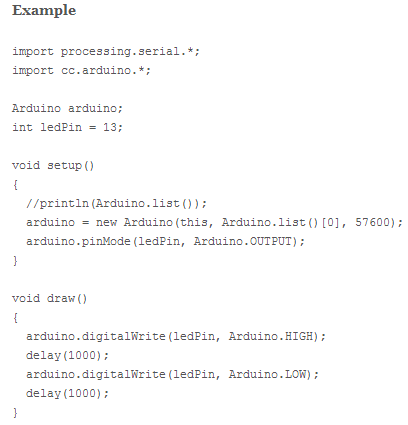 Example
import processing.serial.*;
import cc.arduino.*;
Arduino arduino;
int ledPin = 13;
void setup()
{
  //println(Arduino.list());
  arduino = new Arduino(this, Arduino.list()[0], 57600);
  arduino.pinMode(ledPin, Arduino.OUTPUT);
}
void draw()
{
  arduino.digitalWrite(ledPin, Arduino.HIGH);
  delay(1000);
  arduino.digitalWrite(ledPin, Arduino.LOW);
  delay(1000);
}